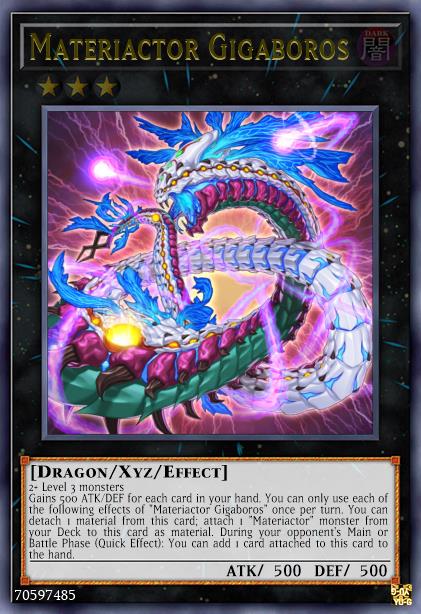 MATERIACTOR GIGABOROS
DARK
闇
[DRAGON/XYZ/EFFECT]
2+ Level 3 monsters
Gains 500 ATK/DEF for each card in your hand. You can only use each
of the following effects of "Materiactor Gigaboros" once per turn. You can
detach 1 material from this card; attach 1 "Materiactor" monster from
your Deck to this card as material. During your opponent's Main or
Battle Phase (Quick Effect): You can add 1 card attached to this card to
the hand.
ATK/ 500 DEF/ 500
70597485